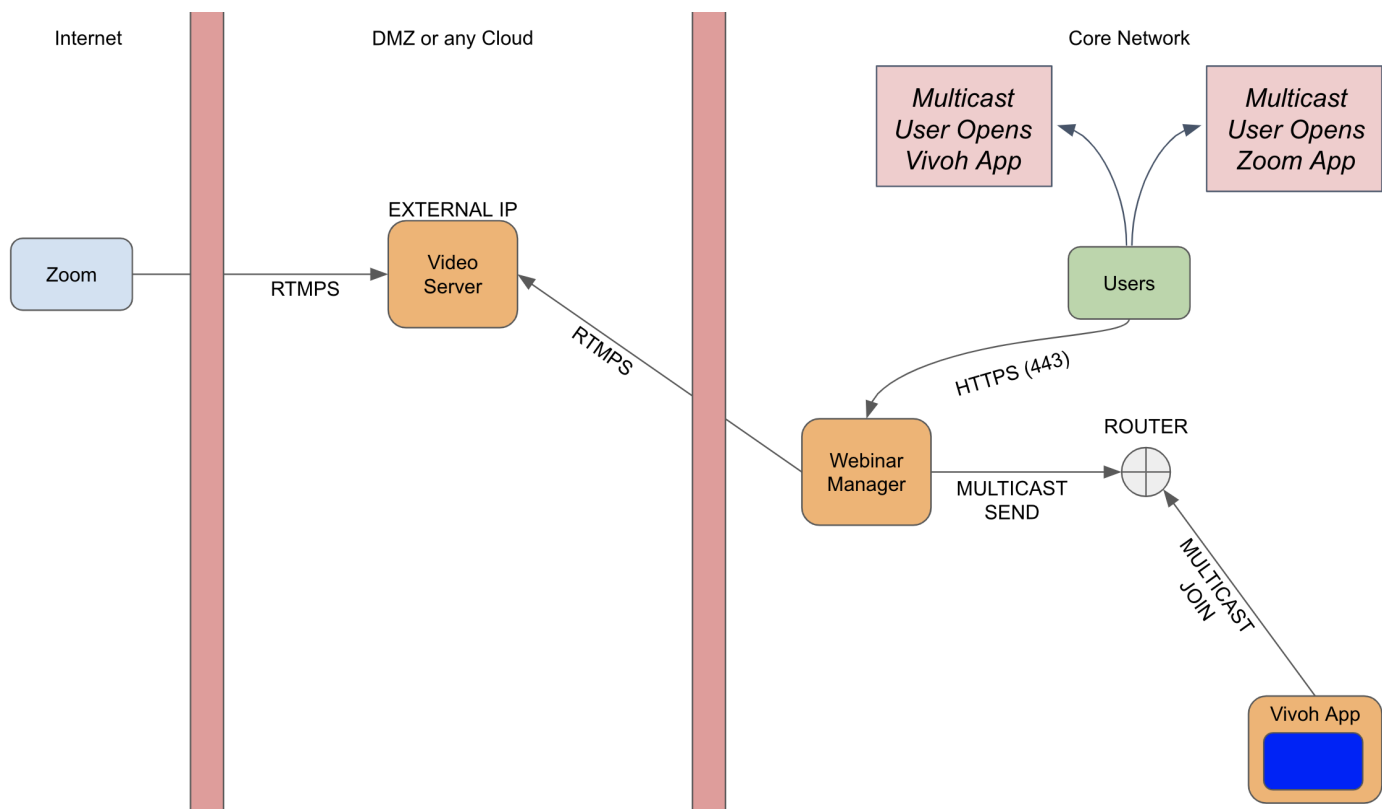 Internet
DMZ or any Cloud
Core Network
Multicast
User Opens
Vivoh App
Multicast
User Opens
Zoom App
EXTERNAL IP
Zoom
Video
Server
RTMPS
RTMPS
Users
HTTPS (443)
Webinar
Manager
MULTICAST
SEND
ROUTER
MULTICAST
JOIN
Vivoh App